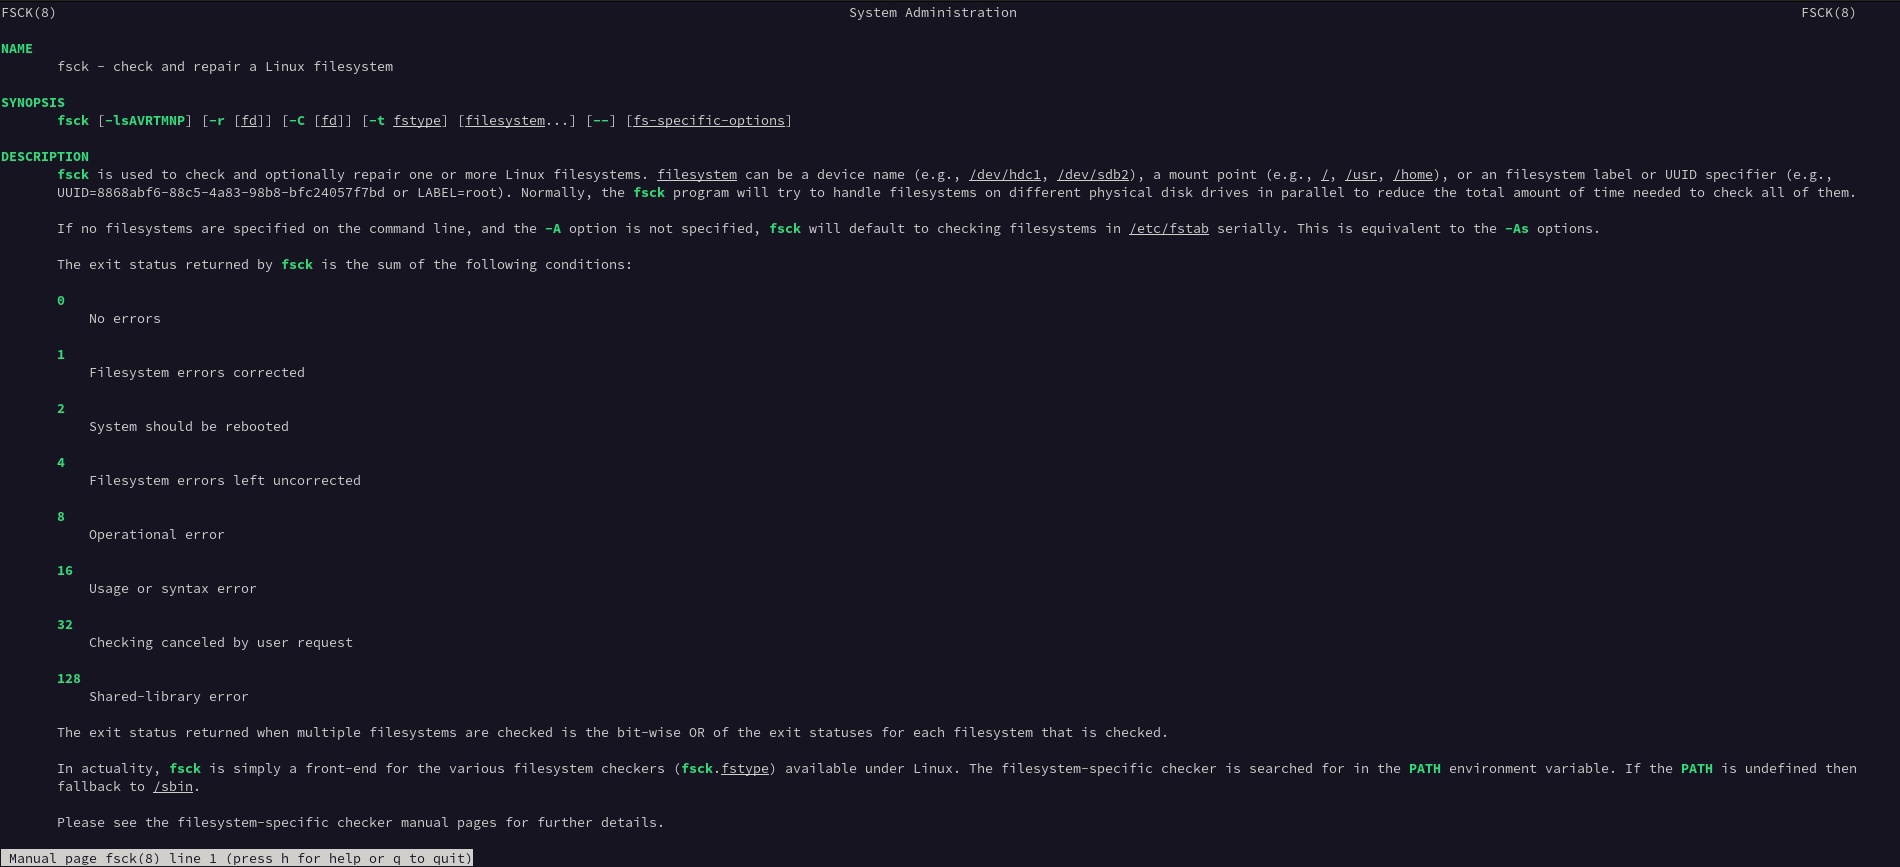 FSCK(8) System Administration FSCK(8)
NAME
fsck - check and repair a Linux filesystem
SYNOPSIS
fsck [-lsAVRTMNP] [-r [fd]] [-C [fd]] [-t fstype] [filesystem...] [--] [fs-specific-options]
DESCRIPTION
fsck is used to check and optionally repair one or more Linux filesystems. filesystem can be a device name (e.g., /dev/hdc1, /dev/sdb2), a mount point (e.g., /, /usr, /home), or an filesystem label or UUID specifier (e.g.,
UUID=8868abf6-88c5-4a83-98b8-bfc24057f7bd or LABEL=root). Normally, the fsck program will try to handle filesystems on different physical disk drives in parallel to reduce the total amount of time needed to check all of them.
If no filesystems are specified on the command line, and the -A option is not specified, fsck will default to checking filesystems in /etc/fstab serially. This is equivalent to the -As options.
The exit status returned by fsck is the sum of the following conditions:
0
No errors
1
Filesystem errors corrected
2
System should be rebooted
4
Filesystem errors left uncorrected
8
Operational error
16
Usage or syntax error
32
Checking canceled by user request
128
Shared-library error
The exit status returned when multiple filesystems are checked is the bit-wise OR of the exit statuses for each filesystem that is checked.
In actuality, fsck is simply a front-end for the various filesystem checkers (fsck.fstype) available under Linux. The filesystem-specific checker is searched for in the PATH environment variable. If the PATH is undefined then
fallback to /sbin.
Please see the filesystem-specific checker manual pages for further details.
Manual page fsck(8) line 1 (press h for help or q to quit)